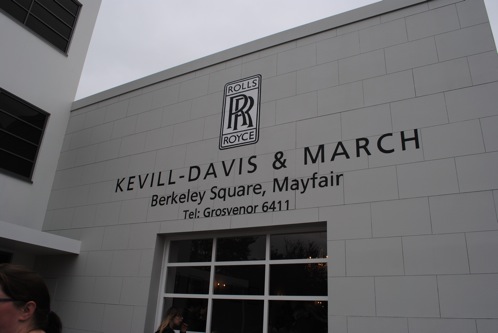 ROLLS
RR
ROYCE
KEVILL-DAVIS & MARCH
Berkeley Square, Mayfair
Tel: Grosvenor 6411